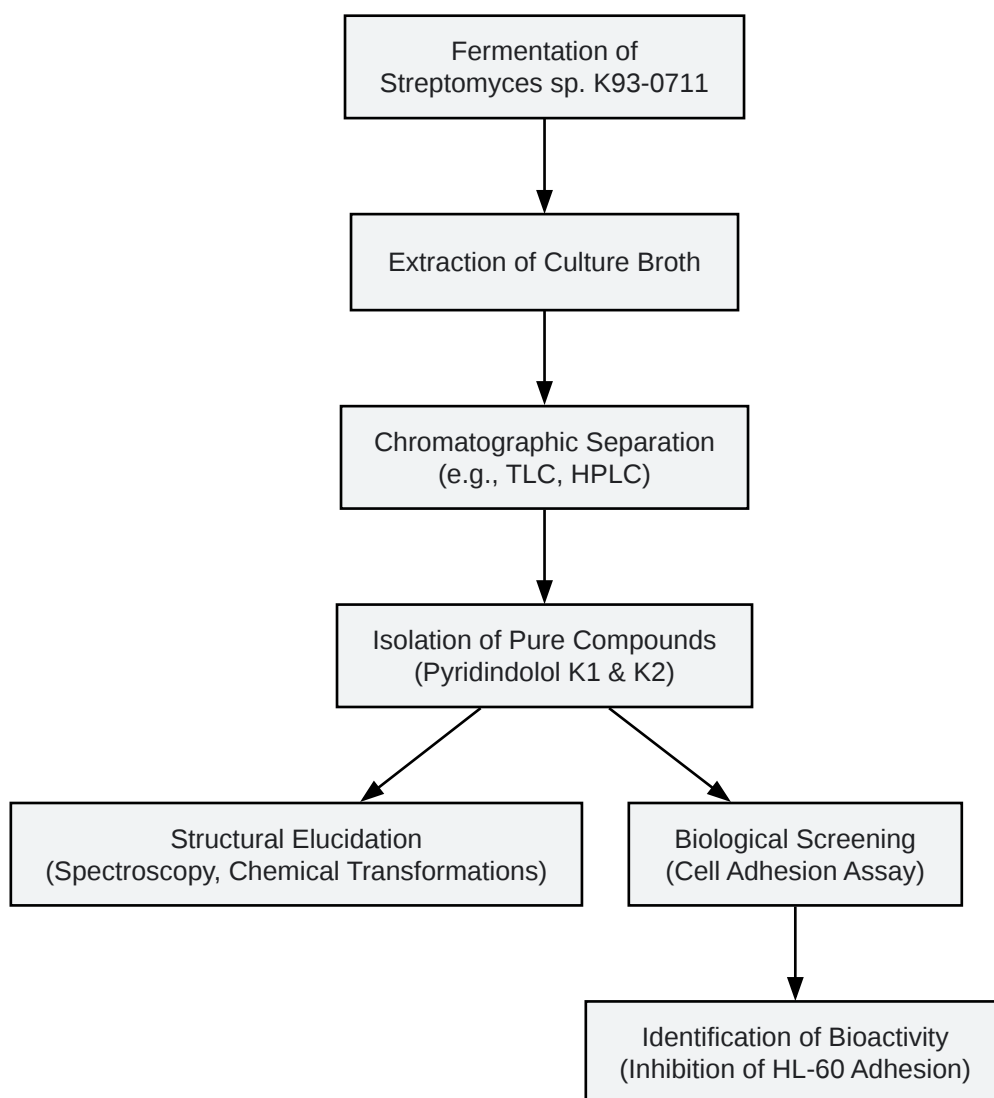 Fermentation of
Streptomyces sp. K93-0711
Extraction of Culture Broth
Chromatographic Separation
(e.g., TLC, HPLC)
Isolation of Pure Compounds
(Pyridindolol K1 & K2)
Structural Elucidation
(Spectroscopy, Chemical Transformations)
Biological Screening
(Cell Adhesion Assay)
Identification of Bioactivity
(Inhibition of HL-60 Adhesion)